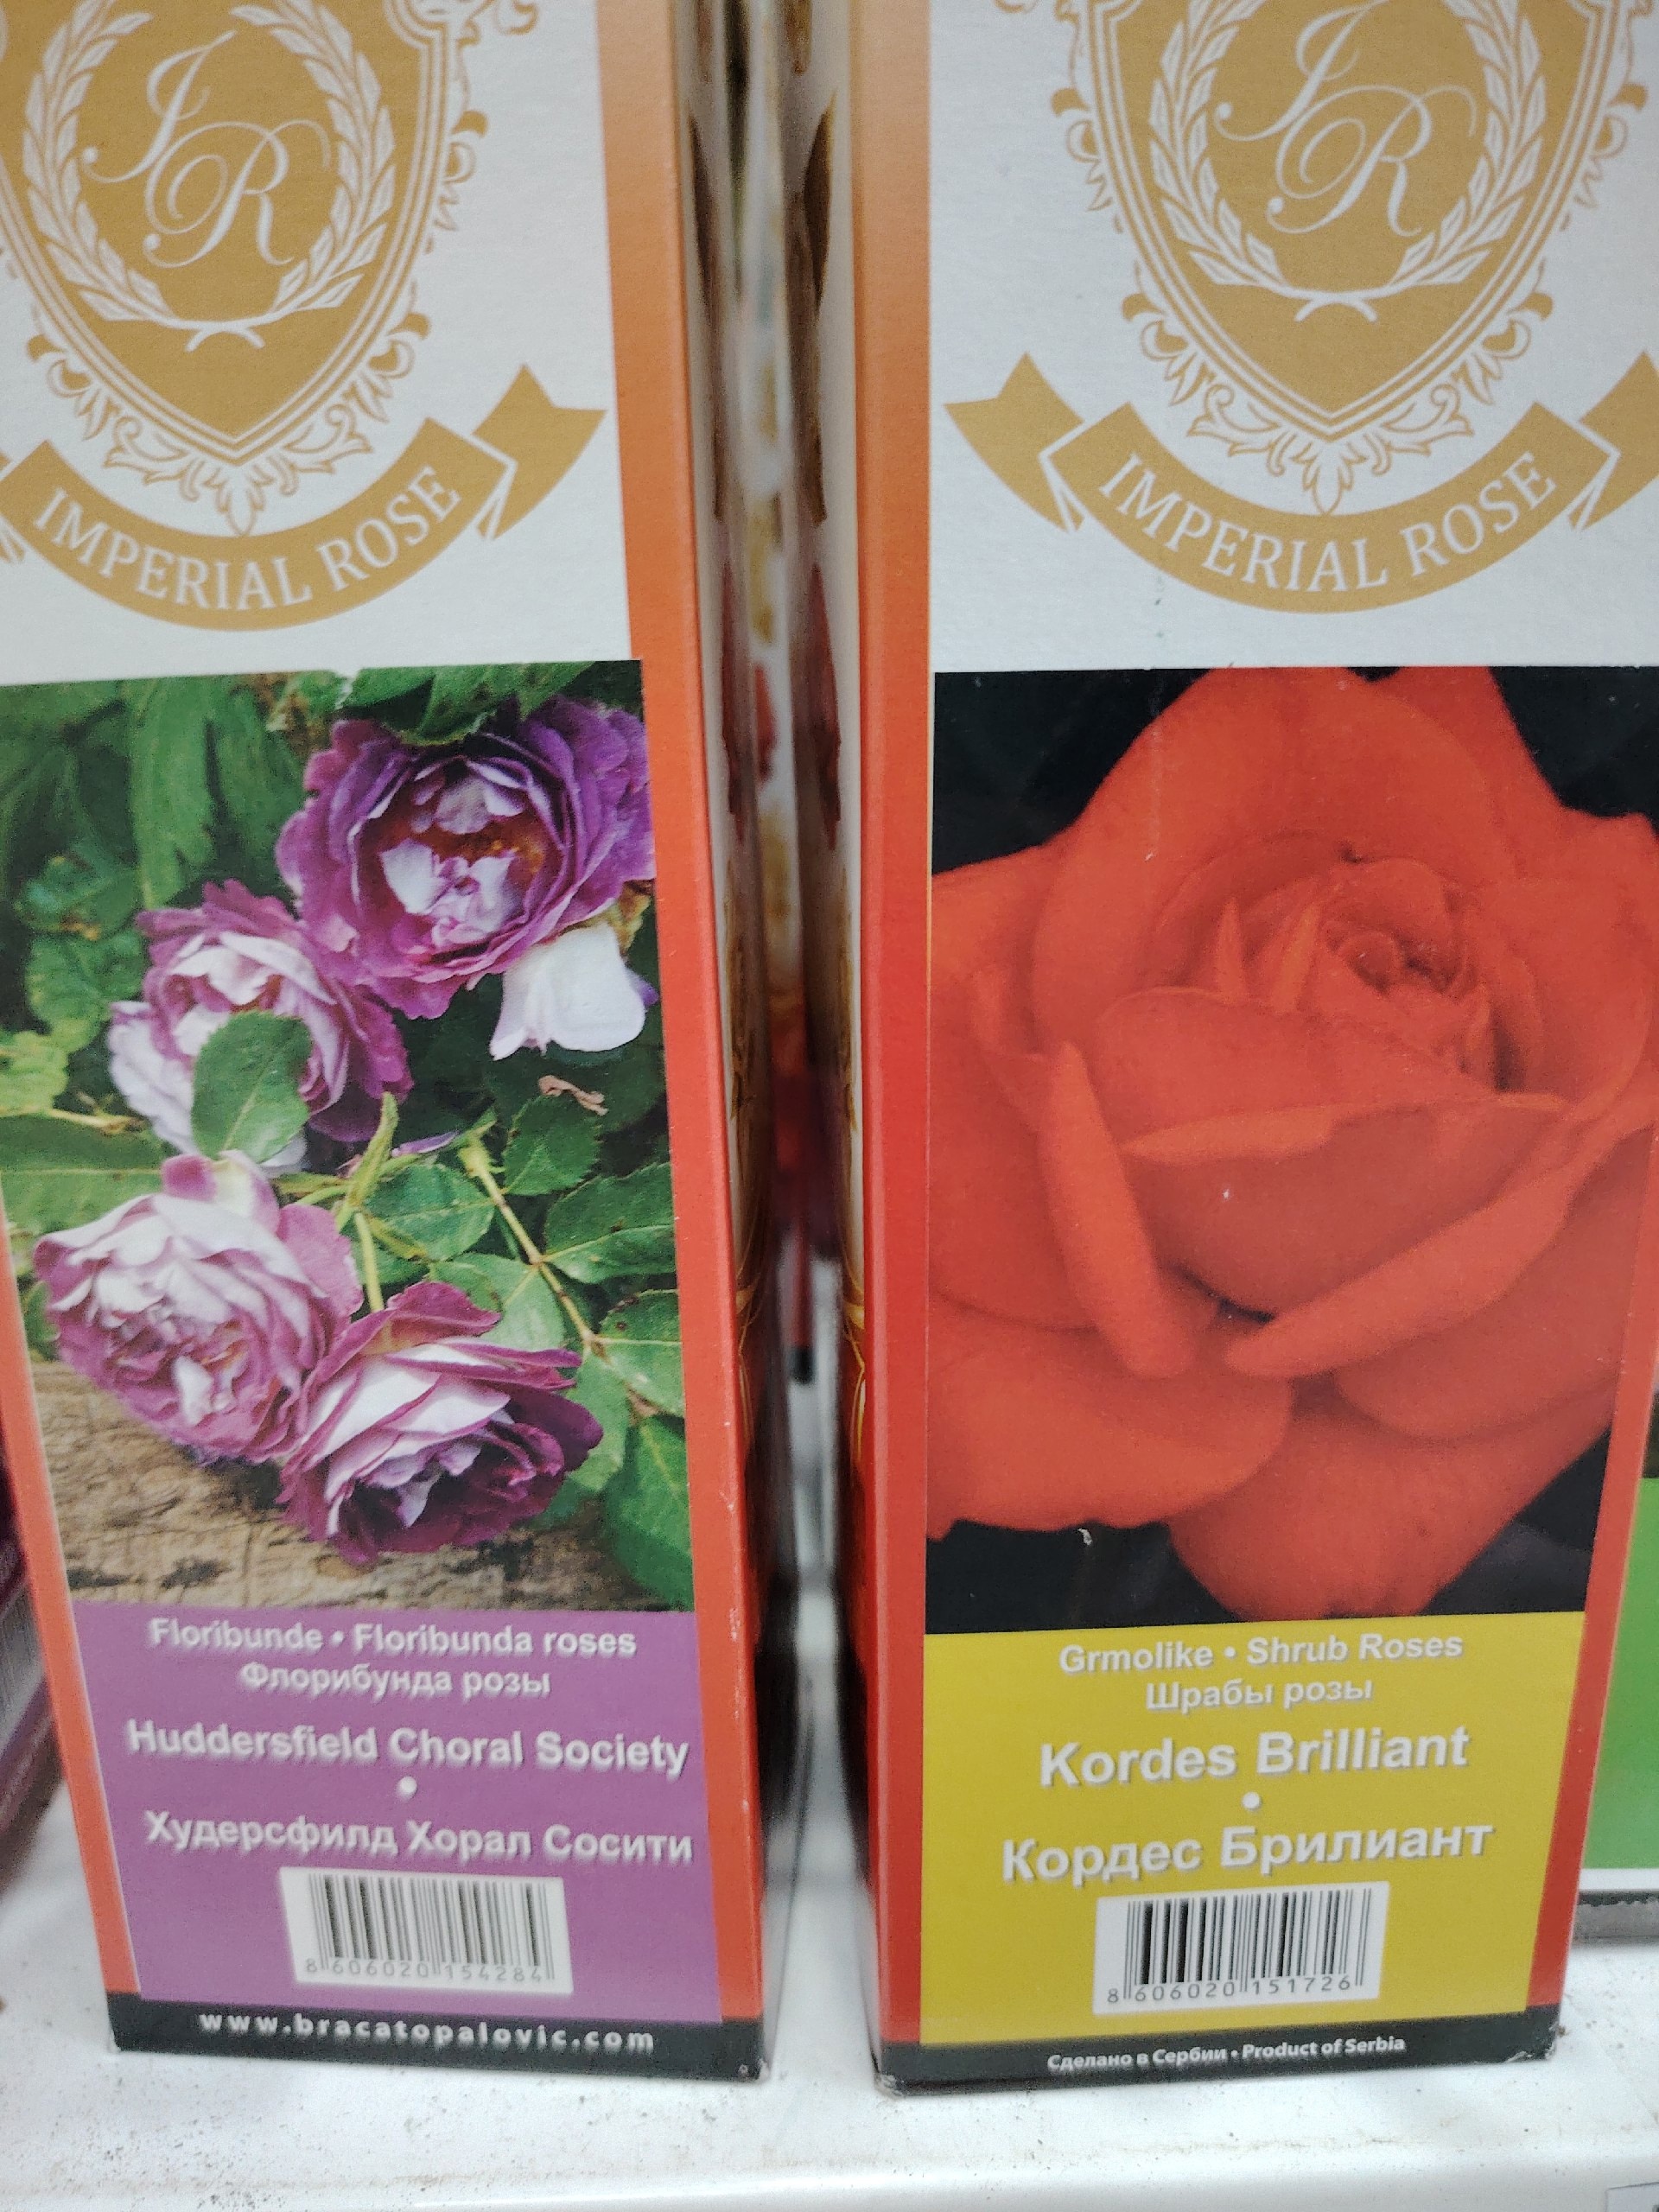 IR
IMPERIAL ROSE
Floribunde • Floribunda roses
Флорибунда розы
Huddersfield Choral Society
•
Худерсфилд Хорал Сосити
8 606020 154284
www.bracatopalovic.com
IR
IMPERIAL ROSE
Grmolike • Shrub Roses
Шрабы розы
Kordes Brilliant
•
Кордес Брилиант
8 606020 151726
Сделано в Сербии • Product of Serbia